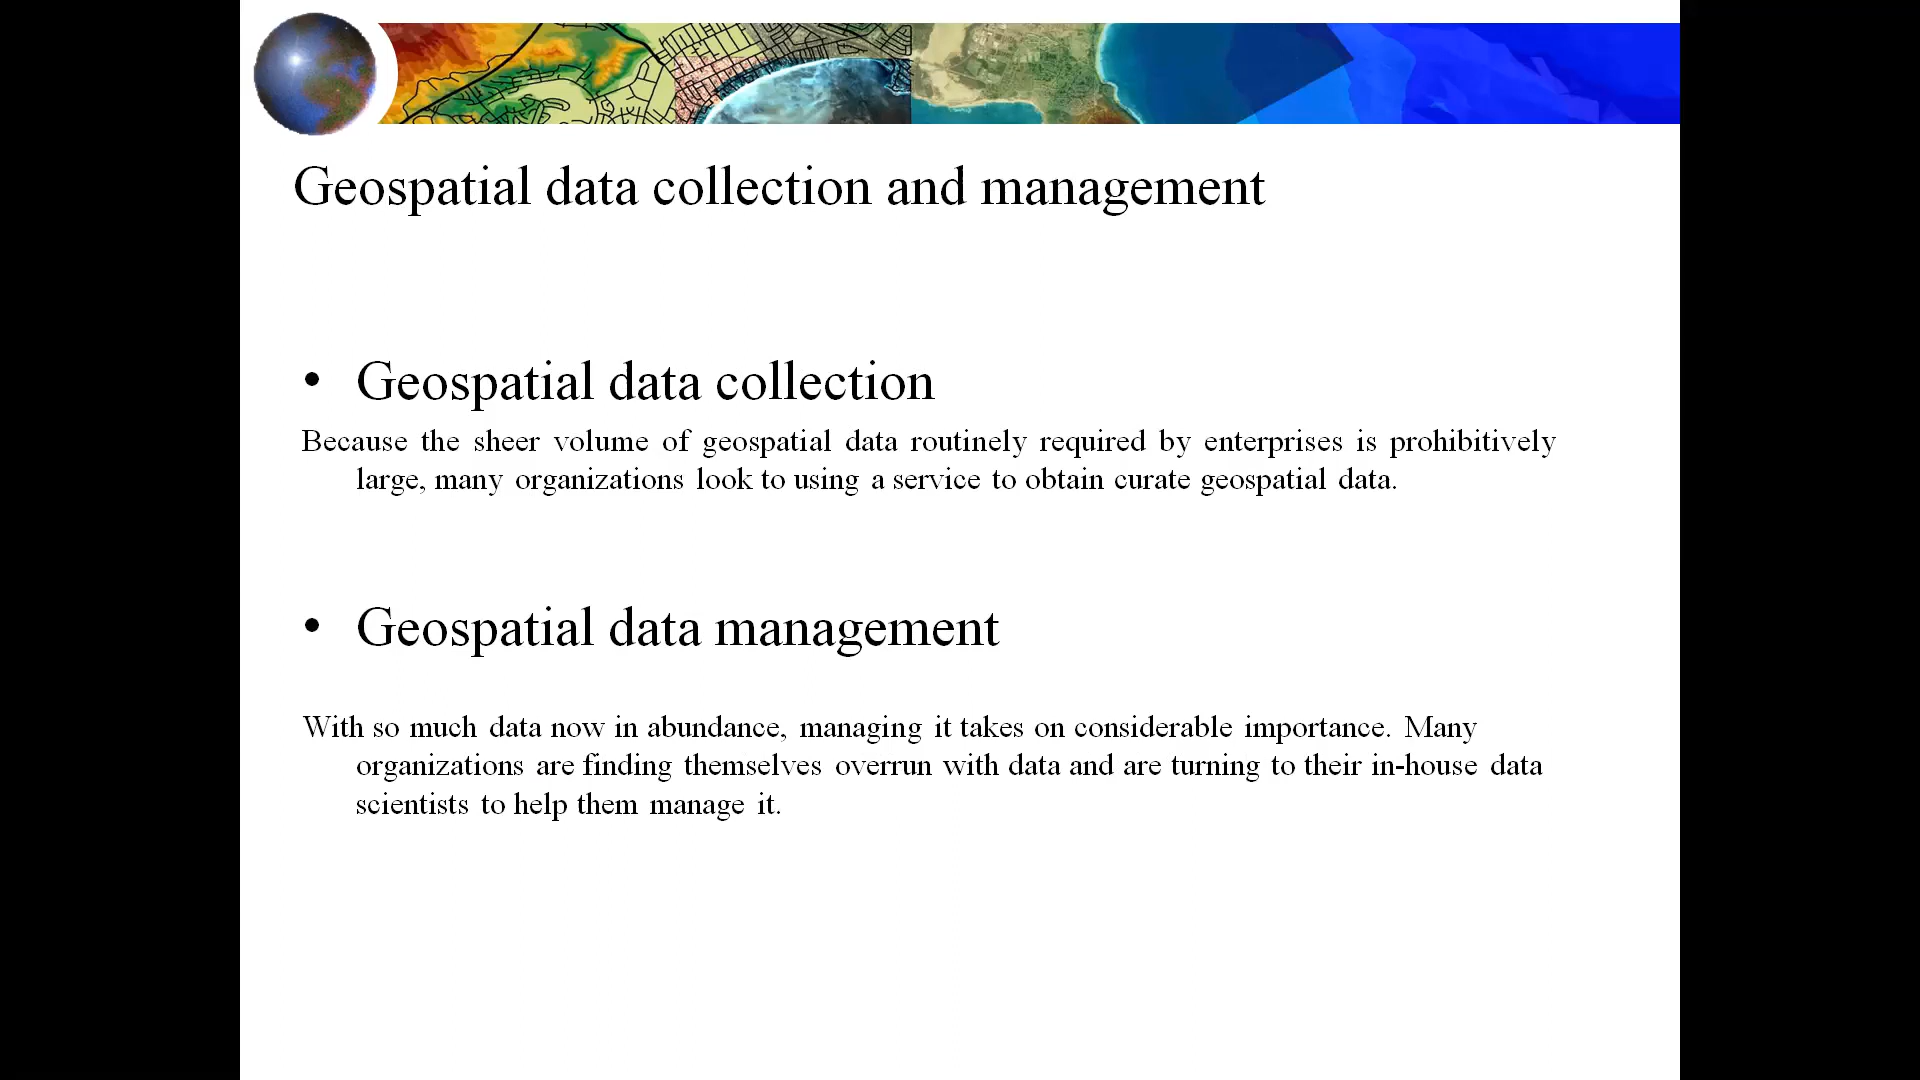 Geospatial data collection and management
• Geospatial data collection
Because the sheer volume of geospatial data routinely required by enterprises is prohibitively
large, many organizations look to using a service to obtain curate geospatial data.
• Geospatial data management
With so much data now in abundance, managing it takes on considerable importance. Many
organizations are finding themselves overrun with data and are turning to their in-house data
scientists to help them manage it.